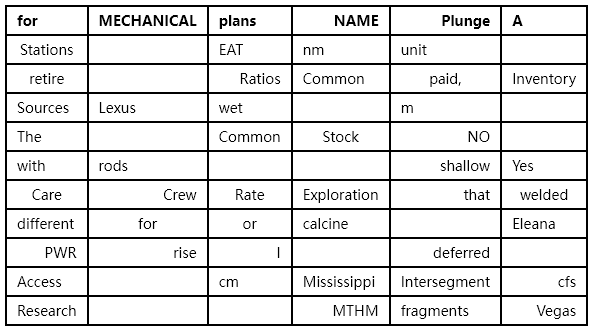 for MECHANICAL plans NAME Plunge A
Stations EAT nm unit
retire Ratios Common paid, Inventory
Sources Lexus wet m
The Common Stock NO
with rods shallow Yes
Care Crew Rate Exploration that welded
different for or calcine Eleana
PWR rise I deferred
Access cm Mississippi Intersegment cfs
Research MTHM fragments Vegas